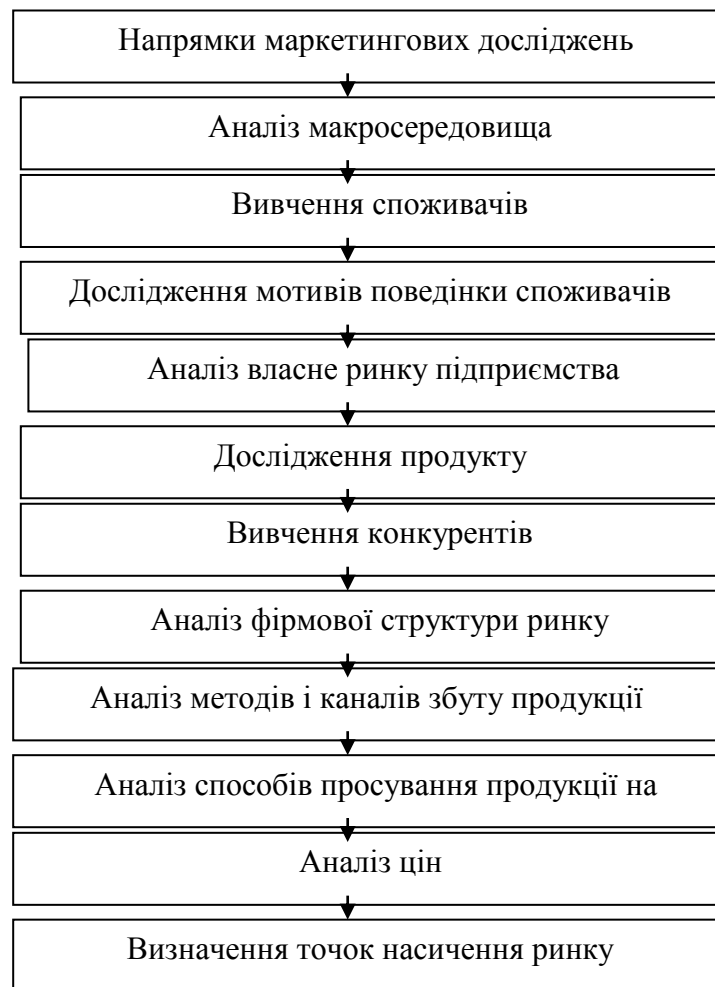 Напрямки маркетингових досліджень
Аналіз макросередовища
Вивчення споживачів
Дослідження мотивів поведінки споживачів
Аналіз власне ринку підприємства
Дослідження продукту
Вивчення конкурентів
Аналіз фірмової структури ринку
Аналіз методів і каналів збуту продукції
Аналіз способів просування продукції на
Аналіз цін
Визначення точок насичення ринку